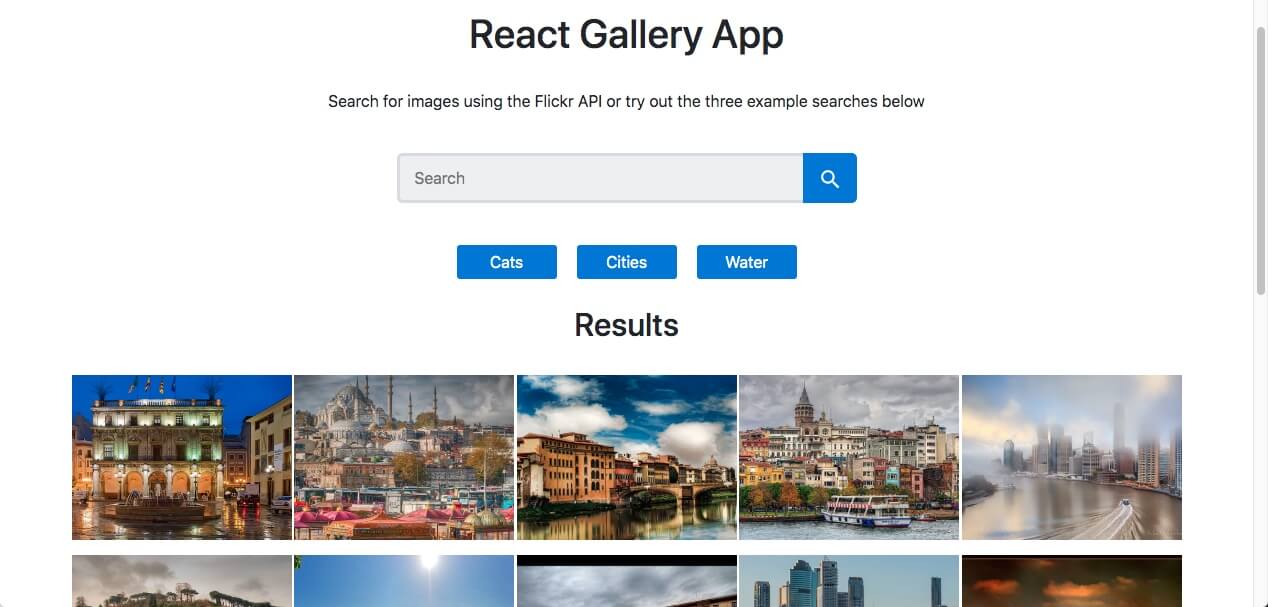 React Gallery App
Search for images using the Flickr API or try out the three example searches below
Search
Cats Cities Water
Results